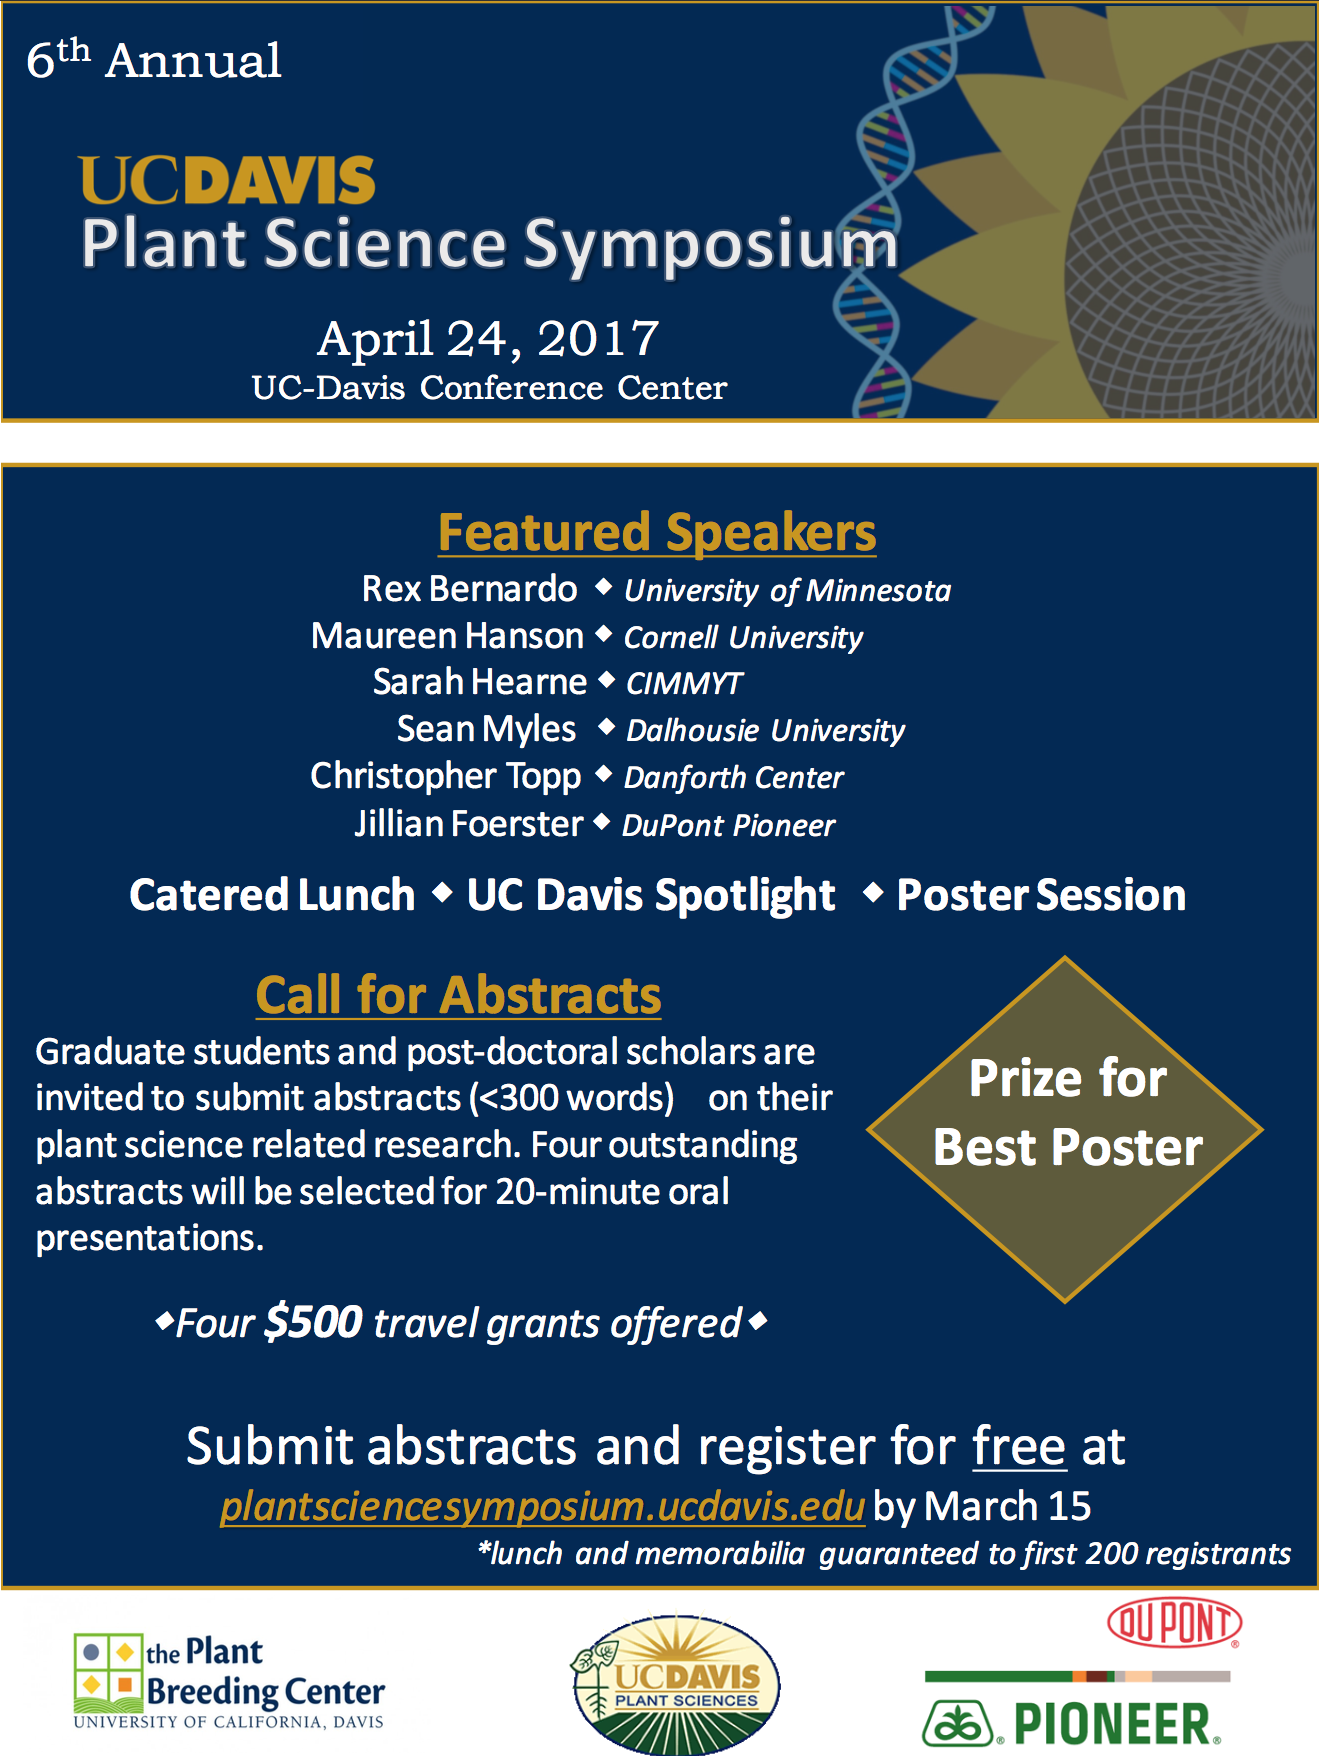 6th Annual
UCDAVIS
Plant Science Symposium
April 24, 2017
UC-Davis Conference Center
Featured Speakers
Rex Bernardo ◆ University of Minnesota
Maureen Hanson ◆ Cornell University
Sarah Hearne ◆ CIMMYT
Sean Myles ◆ Dalhousie University
Christopher Topp ◆ Danforth Center
Jillian Foerster ◆ DuPont Pioneer
Catered Lunch ◆ UC Davis Spotlight ◆ Poster Session
Call for Abstracts
Graduate students and post-doctoral scholars are
invited to submit abstracts (<300 words) on their
plant science related research. Four outstanding
abstracts will be selected for 20-minute oral
presentations.
Prize for
Best Poster
◆Four $500 travel grants offered◆
Submit abstracts and register for free at
plantsciencesymposium.ucdavis.edu by March 15
*lunch and memorabilia guaranteed to first 200 registrants
the Plant
Breeding Center
UNIVERSITY OF CALIFORNIA, DAVIS
UCDAVIS
PLANT SCIENCES
DUPONT®
® PIONEER®